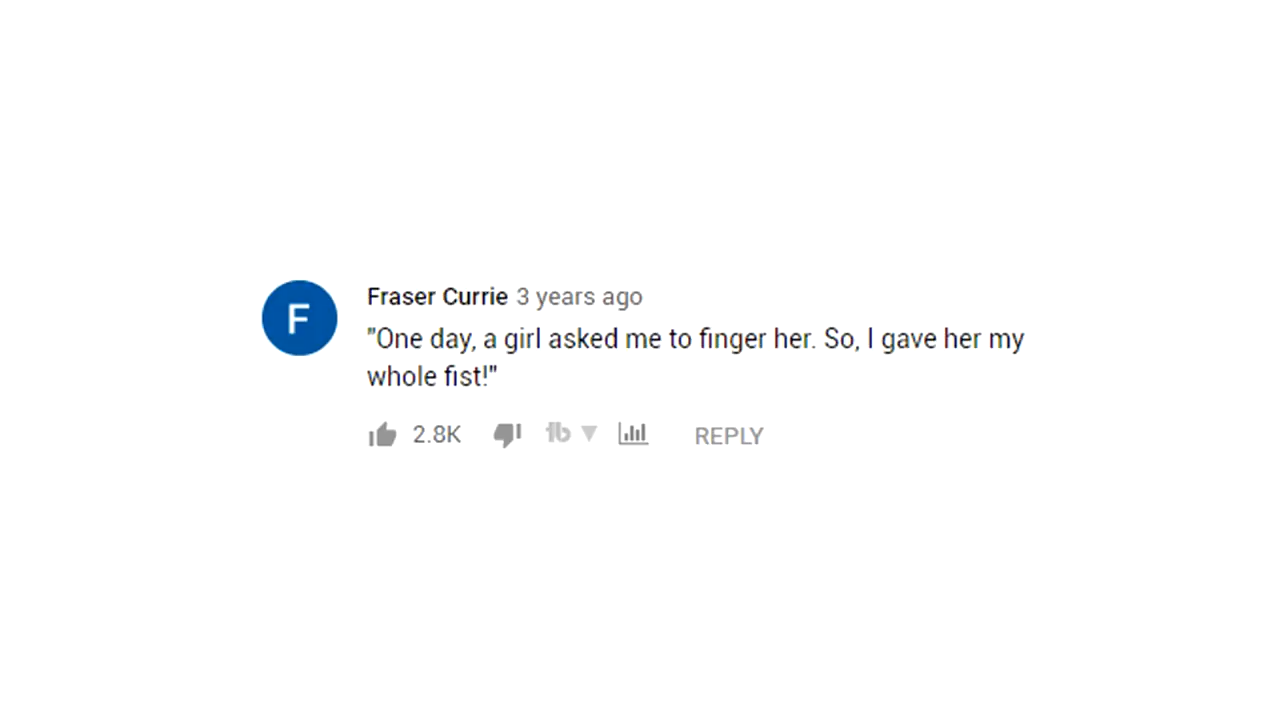 F
Fraser Currie 3 years ago
"One day, a girl asked me to finger her. So, I gave her my
whole fist!"
2.8K tb REPLY